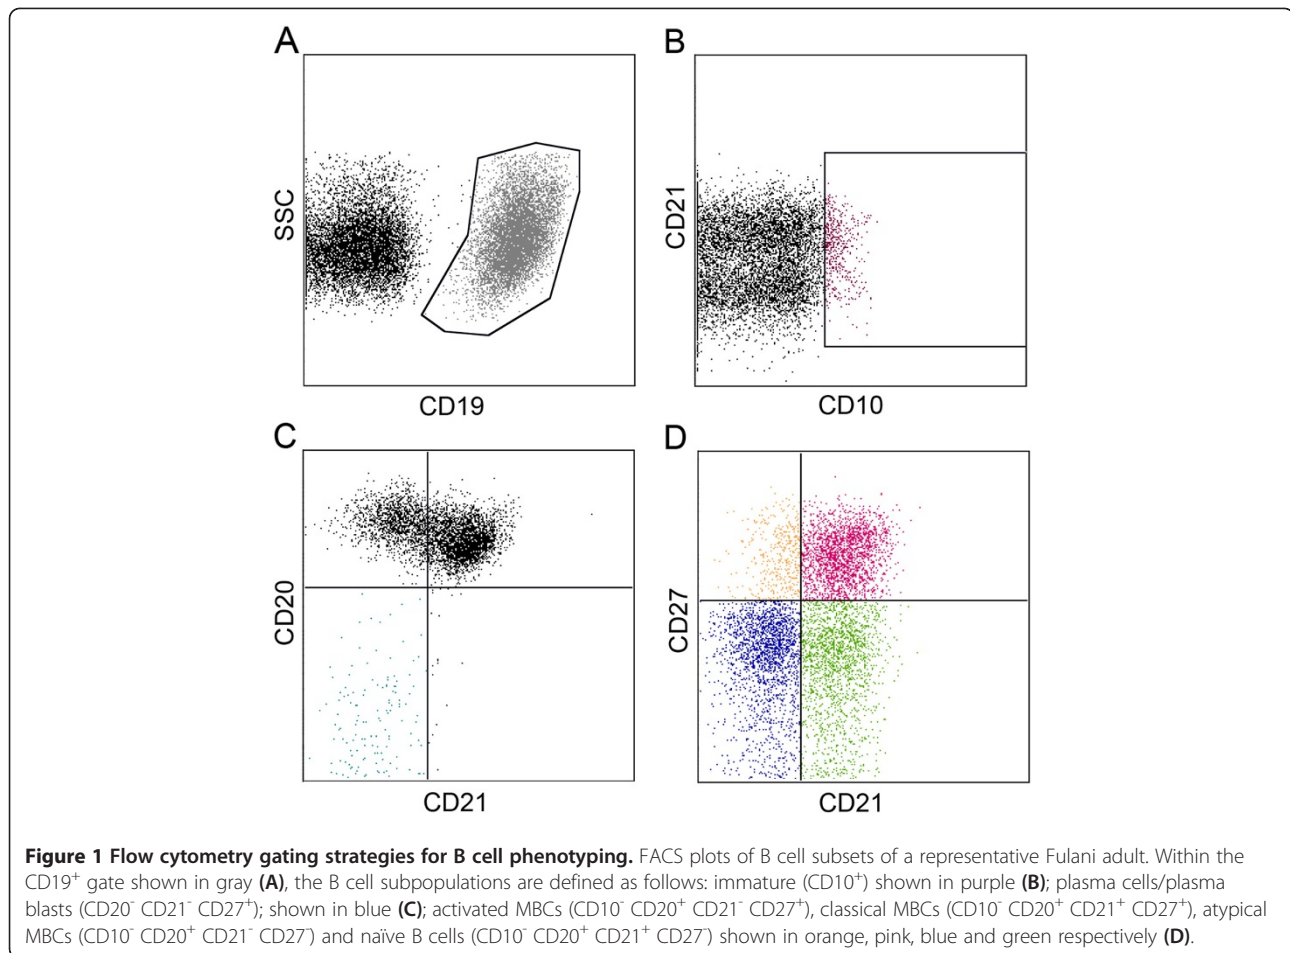 A
B
SSC
CD21
CD19
CD10
C
D
CD20
CD27
CD21
CD21
Figure 1 Flow cytometry gating strategies for B cell phenotyping. FACS plots of B cell subsets of a representative Fulani adult. Within the
CD19⁺ gate shown in gray (A), the B cell subpopulations are defined as follows: immature (CD10⁺) shown in purple (B); plasma cells/plasma
blasts (CD20⁻ CD21⁻ CD27⁺); shown in blue (C); activated MBCs (CD10⁻ CD20⁺ CD21⁻ CD27⁺), classical MBCs (CD10⁻ CD20⁺ CD21⁺ CD27⁺), atypical
MBCs (CD10⁻ CD20⁺ CD21⁻ CD27⁻) and naïve B cells (CD10⁻ CD20⁺ CD21⁺ CD27⁻) shown in orange, pink, blue and green respectively (D).